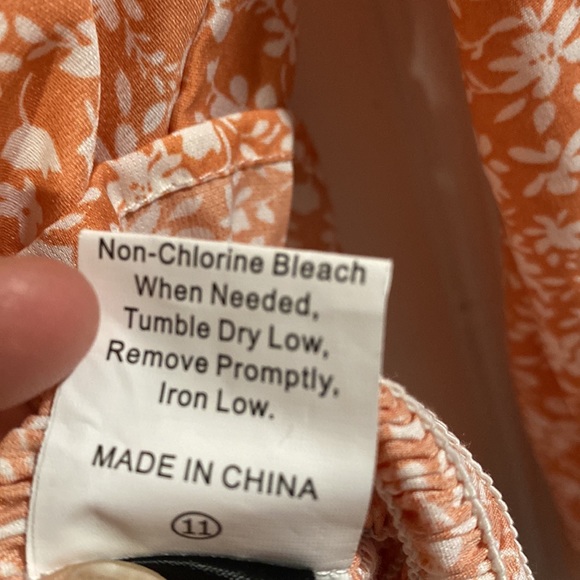 Non-Chlorine Bleach
When Needed,
Tumble Dry Low,
Remove Promptly,
Iron Low.
MADE IN CHINA
11